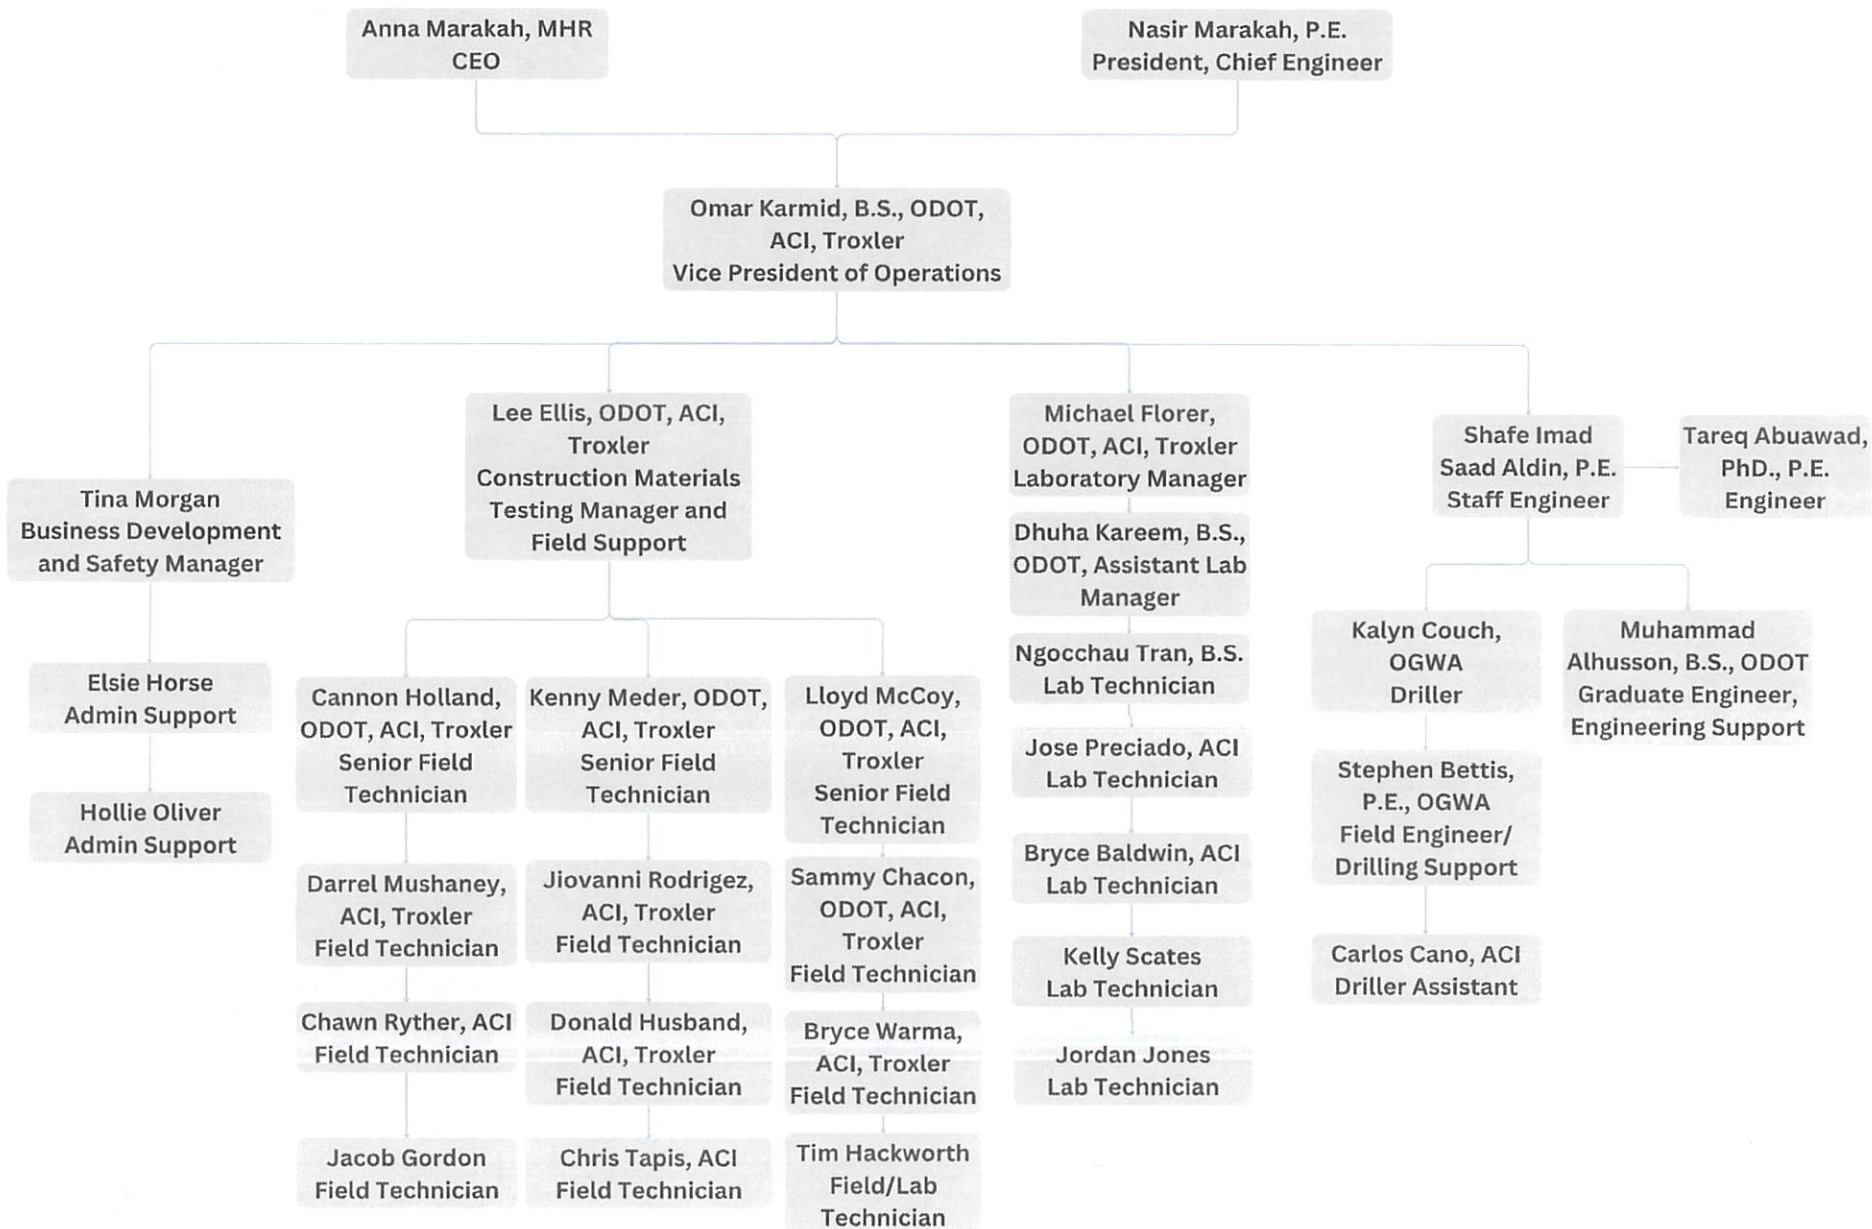 Anna Marakah, MHR
CEO
Nasir Marakah, P.E.
President, Chief Engineer
Omar Karmid, B.S., ODOT,
ACI, Troxler
Vice President of Operations
Tina Morgan
Business Development
and Safety Manager
Elsie Horse
Admin Support
Hollie Oliver
Admin Support
Lee Ellis, ODOT, ACI,
Troxler
Construction Materials
Testing Manager and
Field Support
Cannon Holland,
ODOT, ACI, Troxler
Senior Field
Technician
Darrel Mushaney,
ACI, Troxler
Field Technician
Chawn Ryther, ACI
Field Technician
Jacob Gordon
Field Technician
Kenny Meder, ODOT,
ACI, Troxler
Senior Field
Technician
Jiovanni Rodrigez,
ACI, Troxler
Field Technician
Donald Husband,
ACI, Troxler
Field Technician
Chris Tapis, ACI
Field Technician
Lloyd McCoy,
ODOT, ACI,
Troxler
Senior Field
Technician
Sammy Chacon,
ODOT, ACI,
Troxler
Field Technician
Bryce Warma,
ACI, Troxler
Field Technician
Tim Hackworth
Field/Lab
Technician
Michael Florer,
ODOT, ACI, Troxler
Laboratory Manager
Dhuha Kareem, B.S.,
ODOT, Assistant Lab
Manager
Ngocchau Tran, B.S.
Lab Technician
Jose Preciado, ACI
Lab Technician
Bryce Baldwin, ACI
Lab Technician
Kelly Scates
Lab Technician
Jordan Jones
Lab Technician
Shafe Imad
Saad Aldin, P.E.
Staff Engineer
Tareq Abuawad,
PhD., P.E.
Engineer
Kalyn Couch,
OGWA
Driller
Stephen Bettis,
P.E., OGWA
Field Engineer/
Drilling Support
Carlos Cano, ACI
Driller Assistant
Muhammad
Alhusson, B.S., ODOT
Graduate Engineer,
Engineering Support